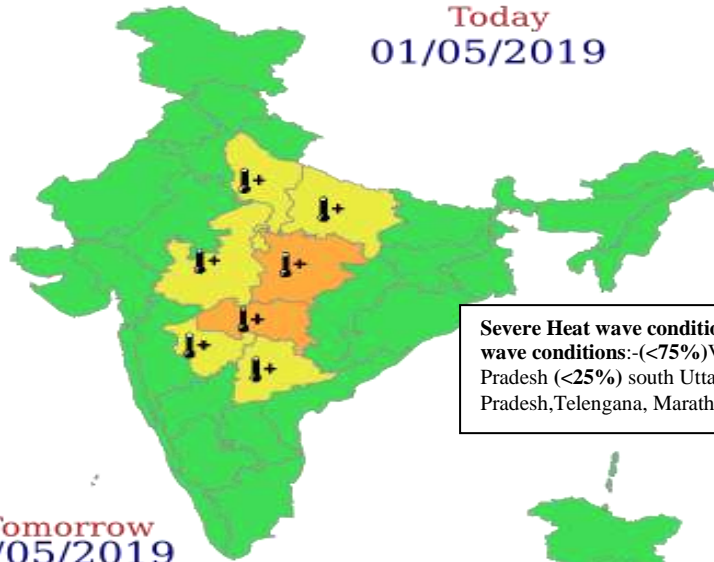 Today
01/05/2019
Severe Heat wave conditio
wave conditions:-(<75%)V
Pradesh (<25%) south Utta
Pradesh,Telengana, Marath
omorrow
/05/2019